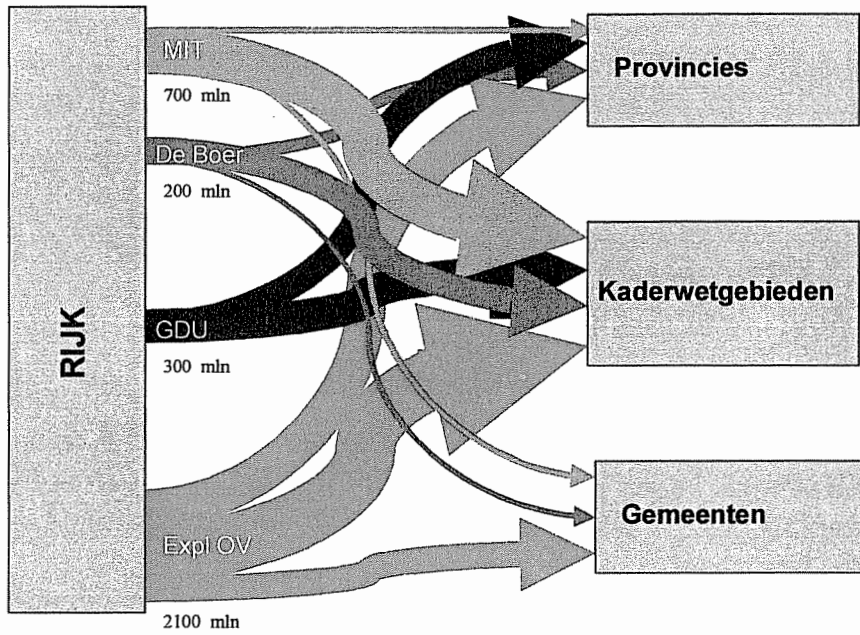 RIJK
MIT
700 mln
De Boer
200 mln
GDU
300 mln
Expl OV
2100 mln
Provincies
Kaderwetgebieden
Gemeenten